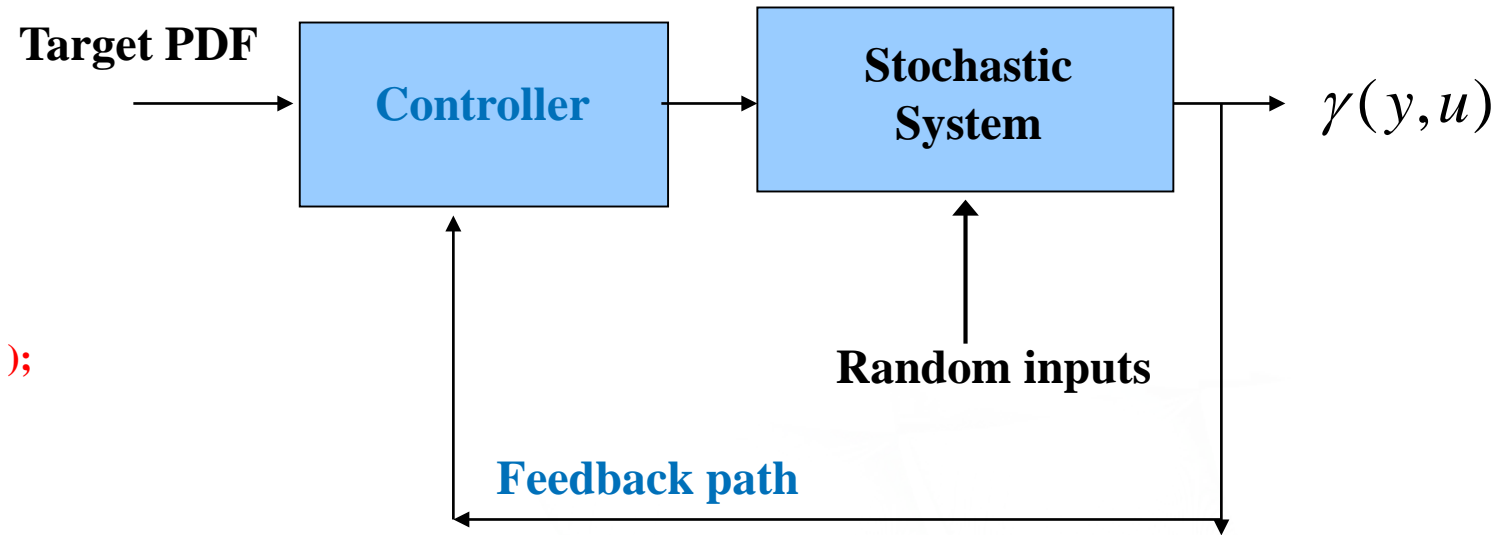 Target PDF
Controller
Stochastic
System
γ(y,u)
);
Random inputs
Feedback path